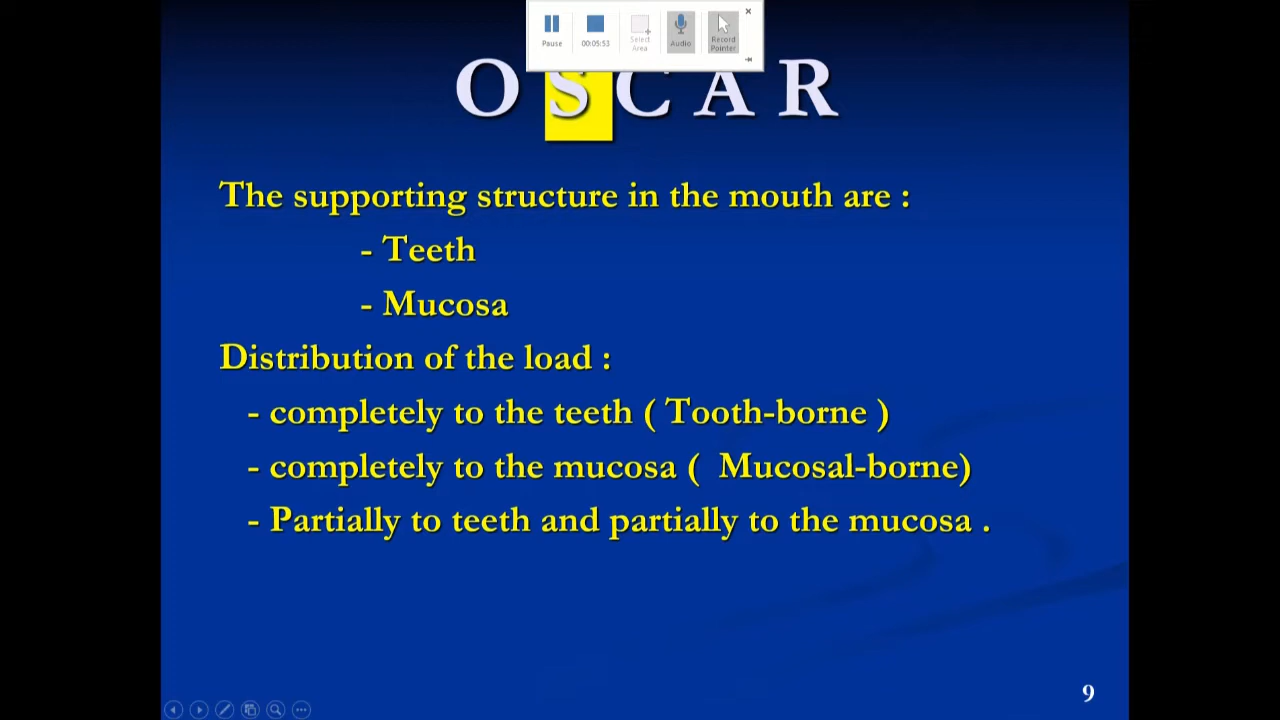 Pause
00:05:53
Select
Area
Audio
Record
Pointer
O S C A R
The supporting structure in the mouth are :
- Teeth
- Mucosa
Distribution of the load :
- completely to the teeth ( Tooth-borne )
- completely to the mucosa (  Mucosal-borne)
- Partially to teeth and partially to the mucosa .
9